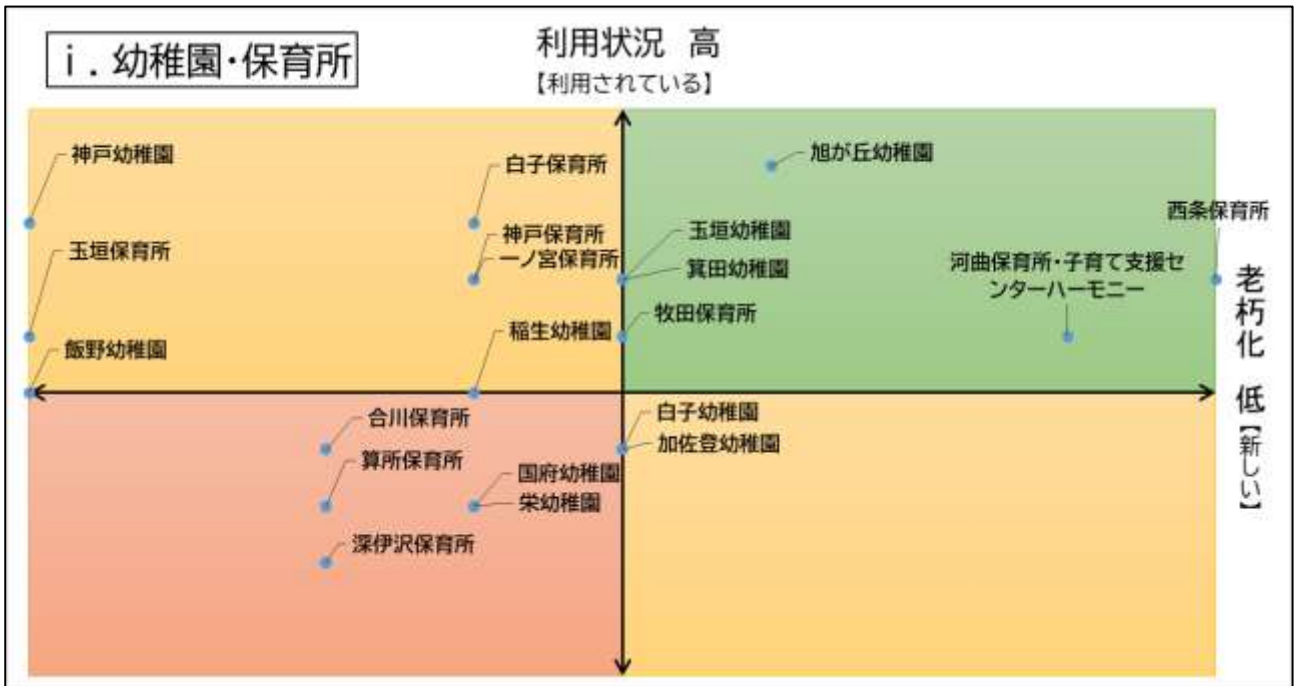 ⅰ．幼稚園･保育所
利用状況 高
【利用されている】
神戸幼稚園
白子保育所
旭が丘幼稚園
西条保育所
玉垣保育所
神戸保育所
一ノ宮保育所
玉垣幼稚園
箕田幼稚園
河曲保育所･子育て支援セ
ンターハーモニー
牧田保育所
稲生幼稚園
飯野幼稚園
老朽化 低【新しい】
合川保育所
白子幼稚園
加佐登幼稚園
算所保育所
国府幼稚園
栄幼稚園
深伊沢保育所